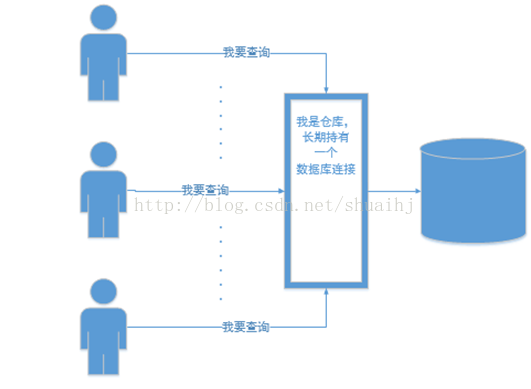 我要查询
我是仓库，
长期持有
一个
数据库连接
我要查询
http://blog.csdn.net/shuaihj
我要查询